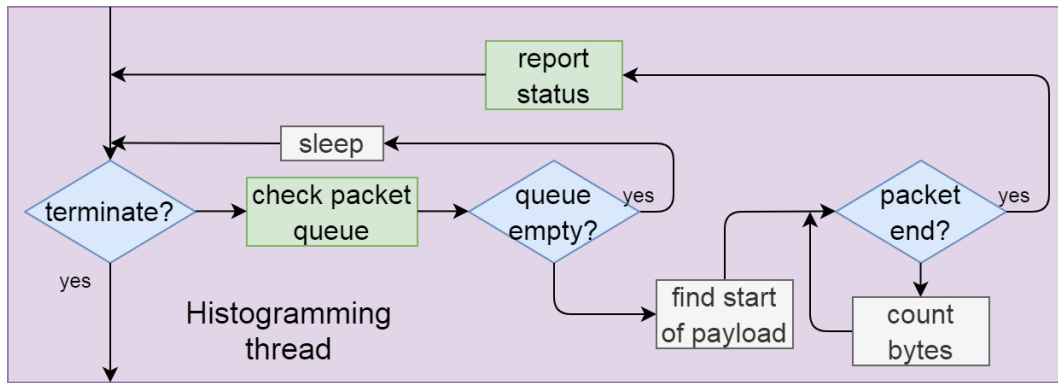 report
status
sleep
terminate?
check packet
queue
queue
empty?
yes
packet
end?
yes
yes
find start
of payload
count
bytes
Histogramming
thread